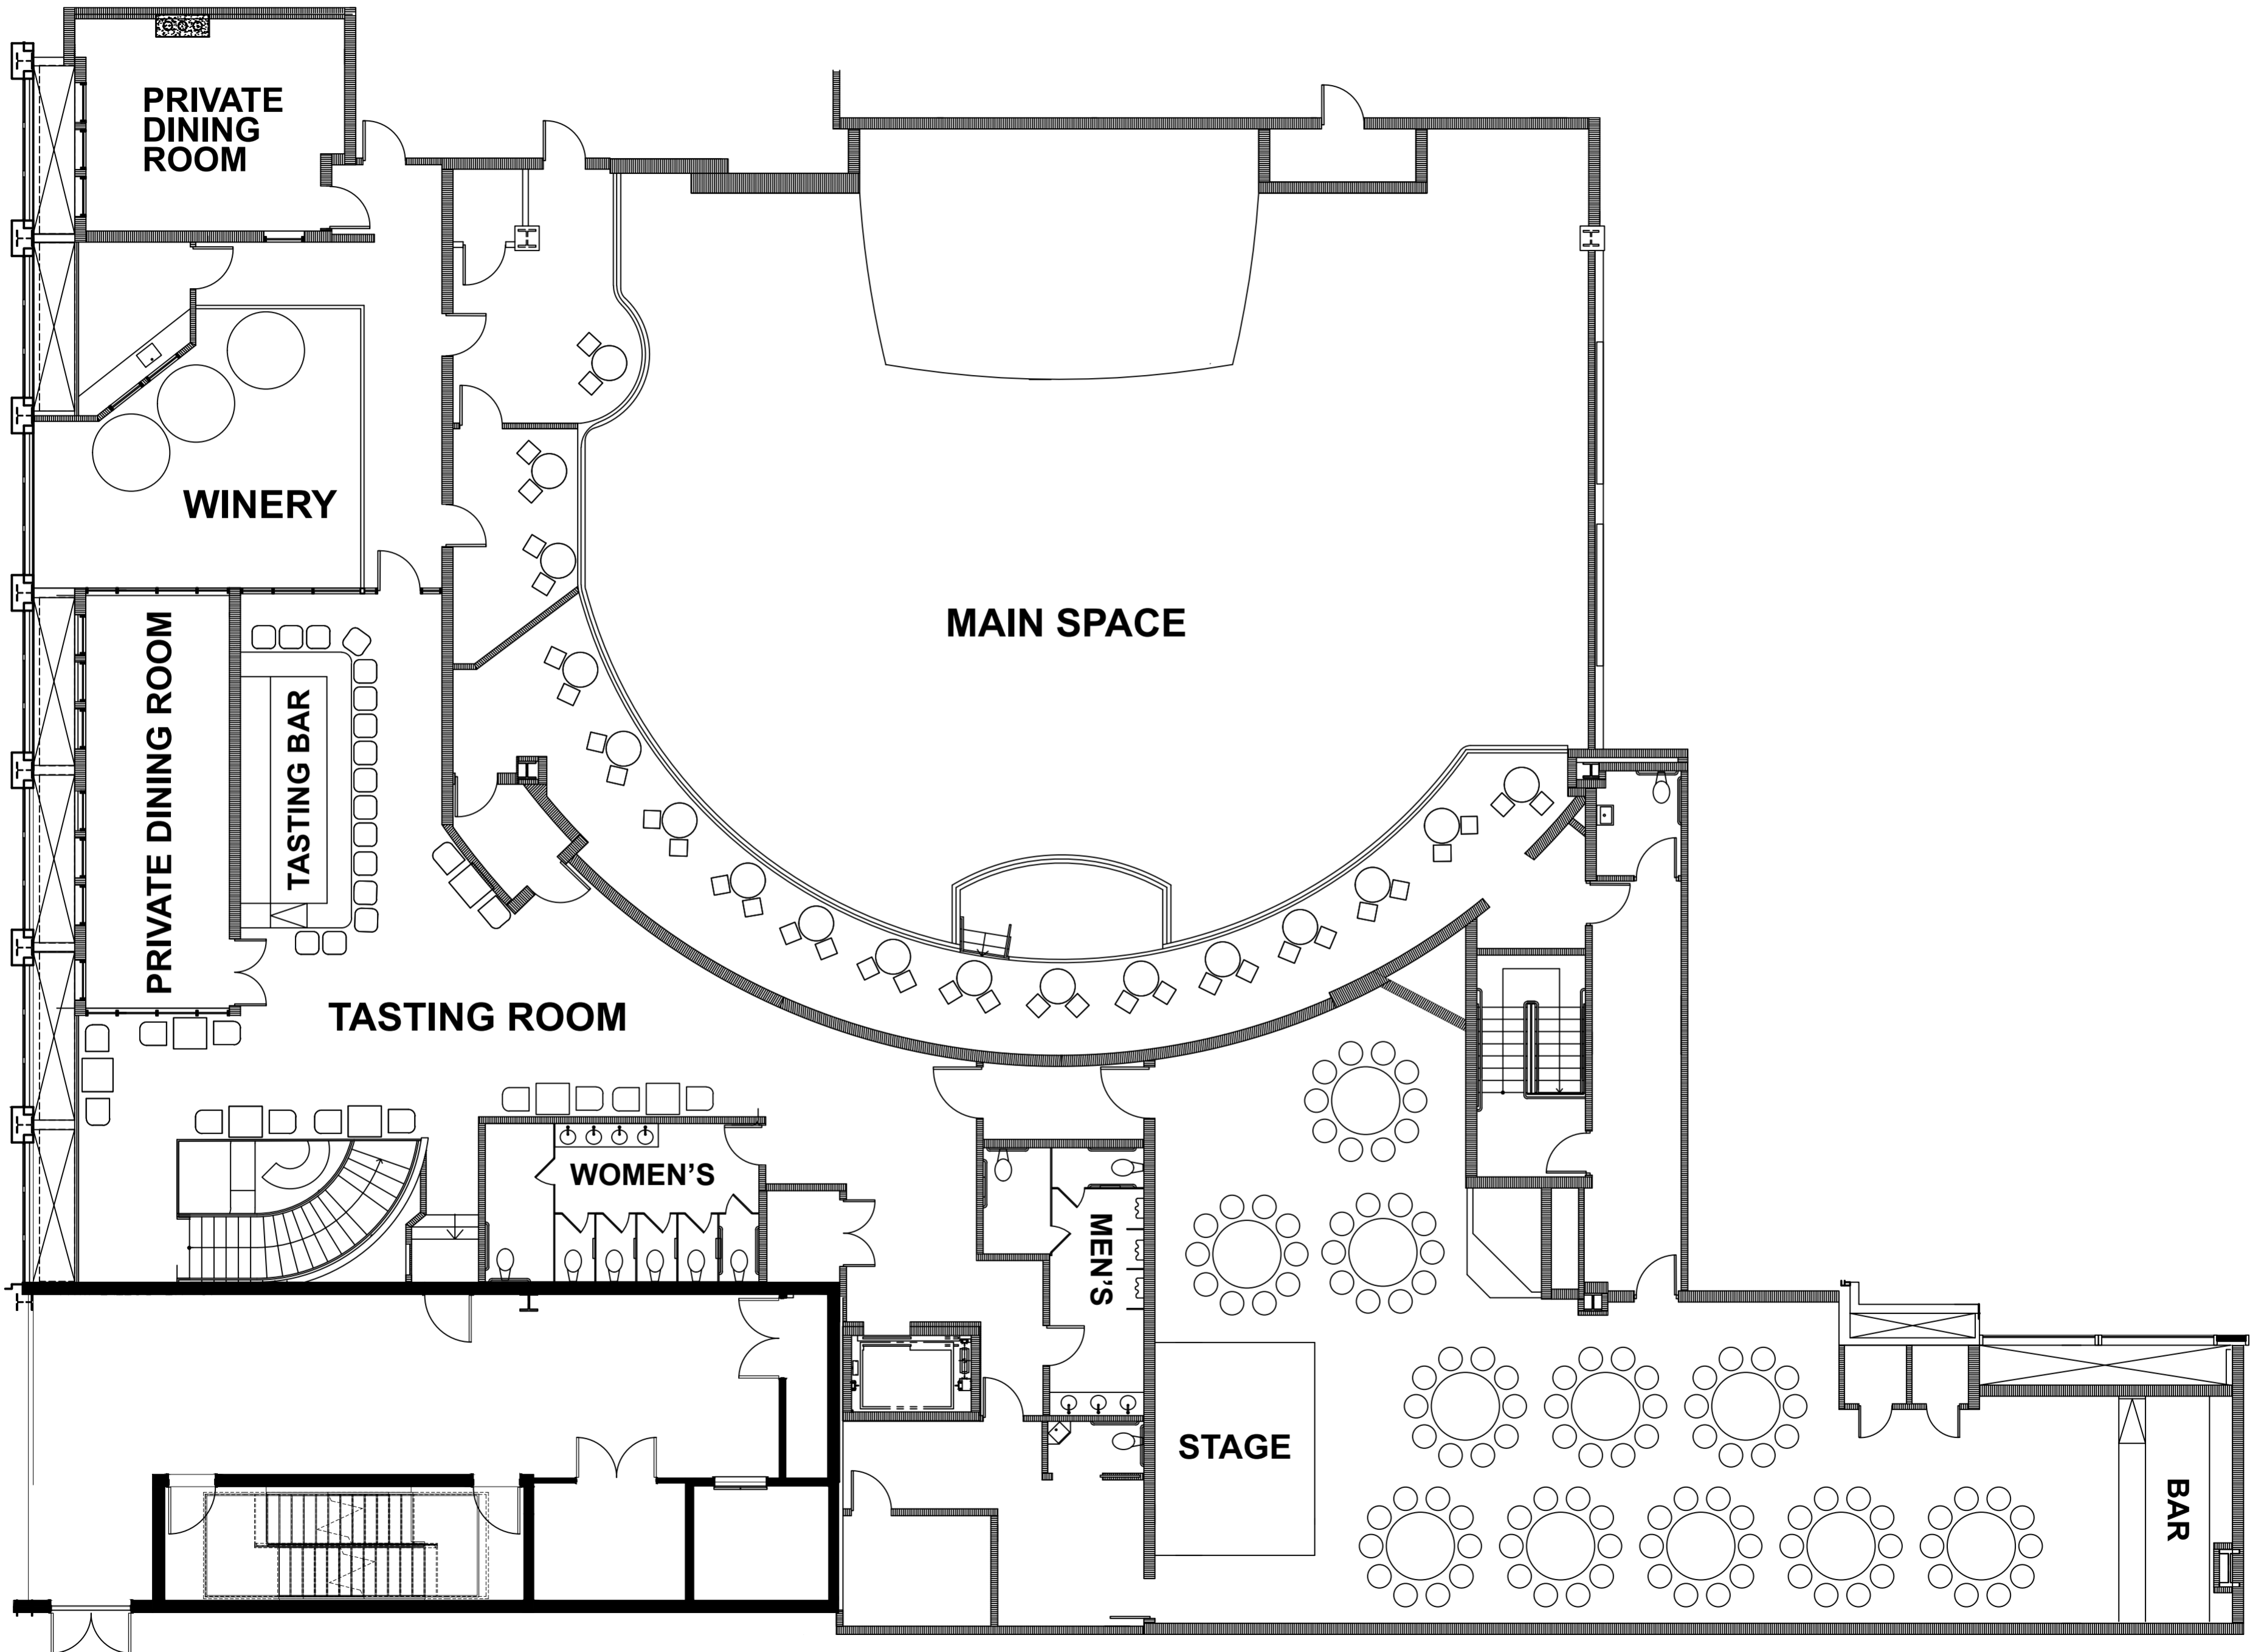 PRIVATE
DINING
ROOM
WINERY
MAIN SPACE
PRIVATE DINING ROOM
TASTING BAR
TASTING ROOM
WOMEN’S
MEN’S
STAGE
BAR